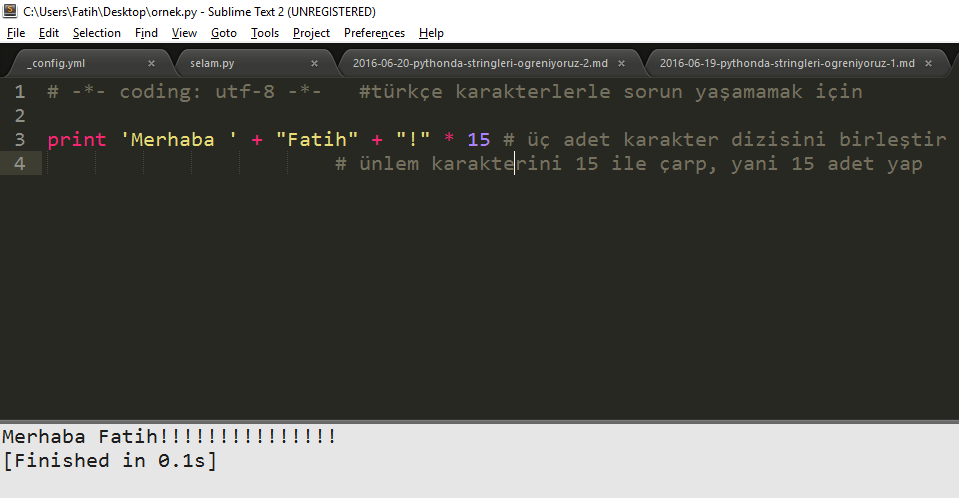 C:\Users\Fatih\Desktop\ornek.py - Sublime Text 2 (UNREGISTERED)
File Edit Selection Find View Goto Tools Project Preferences Help
_config.yml × selam.py × 2016-06-20-pythonda-stringleri-ogreniyoruz-2.md × 2016-06-19-pythonda-stringleri-ogreniyoruz-1.md ×
1 # -*- coding: utf-8 -*- #türkçe karakterlerle sorun yaşamamak için
2
3 print 'Merhaba ' + "Fatih" + "!" * 15 # üç adet karakter dizisini birleştir
4 # ünlem karakterini 15 ile çarp, yani 15 adet yap
Merhaba Fatih!!!!!!!!!!!!!!!
[Finished in 0.1s]